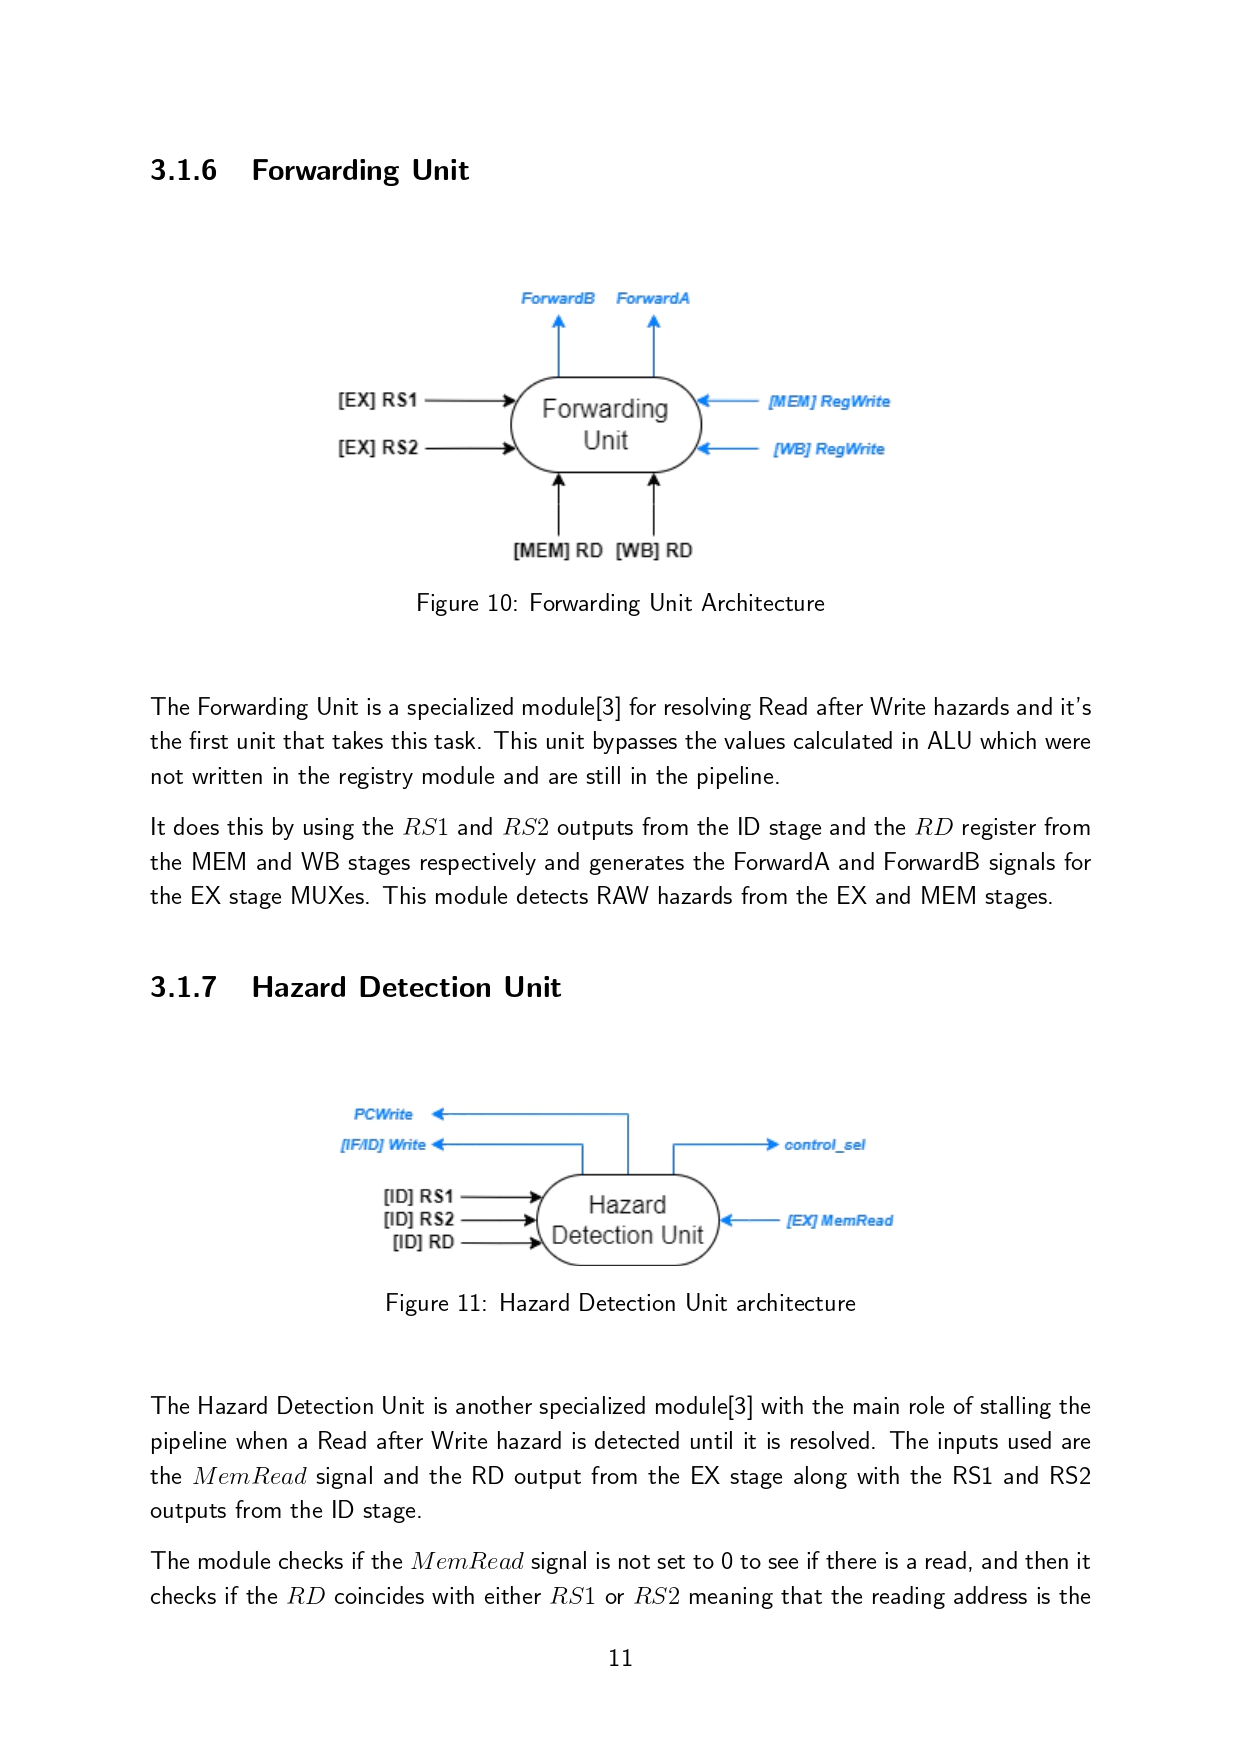 3.1.6 Forwarding Unit
ForwardB ForwardA
[EX] RS1
Forwarding
Unit
[MEM] RegWrite
[EX] RS2
[WB] RegWrite
[MEM] RD [WB] RD
Figure 10: Forwarding Unit Architecture
The Forwarding Unit is a specialized module[3] for resolving Read after Write hazards and it's
the first unit that takes this task. This unit bypasses the values calculated in ALU which were
not written in the registry module and are still in the pipeline.
It does this by using the RS1 and RS2 outputs from the ID stage and the RD register from
the MEM and WB stages respectively and generates the ForwardA and ForwardB signals for
the EX stage MUXes. This module detects RAW hazards from the EX and MEM stages.
3.1.7 Hazard Detection Unit
PCWrite
[IF/ID] Write
control_sel
[ID] RS1
[ID] RS2
[ID] RD
Hazard
Detection Unit
[EX] MemRead
Figure 11: Hazard Detection Unit architecture
The Hazard Detection Unit is another specialized module[3] with the main role of stalling the
pipeline when a Read after Write hazard is detected until it is resolved. The inputs used are
the MemRead signal and the RD output from the EX stage along with the RS1 and RS2
outputs from the ID stage.
The module checks if the MemRead signal is not set to 0 to see if there is a read, and then it
checks if the RD coincides with either RS1 or RS2 meaning that the reading address is the
11